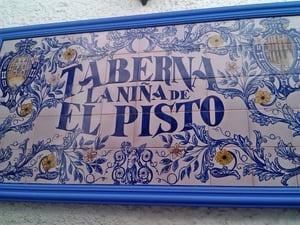 TABERNA
LA NIÑA DE
EL PISTO